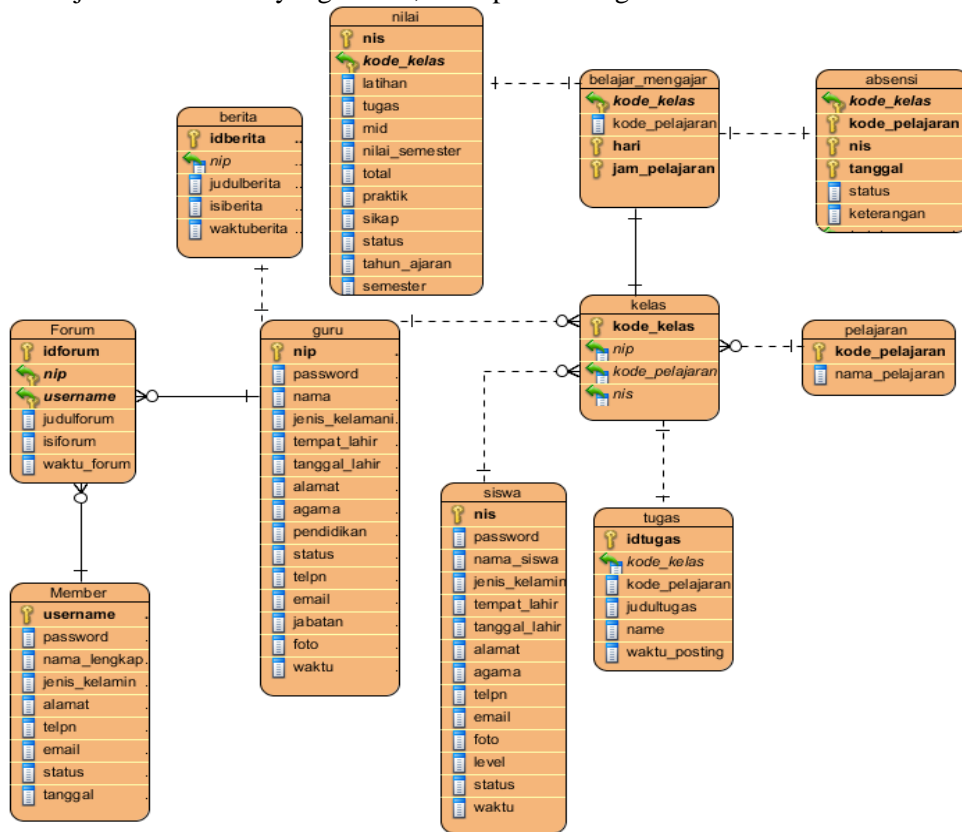 nilai
nis
kode_kelas
latihan
tugas
mid
nilai_semester
total
praktik
sikap
status
tahun_ajaran
semester
belajar_mengajar
kode_kelas
kode_pelajaran
hari
jam_pelajaran
absensi
kode_kelas
kode_pelajaran
nis
tanggal
status
keterangan
berita
idberita
nip
judulberita
isiberita
waktuberita
Forum
idforum
nip
username
judulforum
isiforum
waktu_forum
guru
nip
password
nama
jenis_kelamani
tempat_lahir
tanggal_lahir
alamat
agama
pendidikan
status
telpn
email
jabatan
foto
waktu
kelas
kode_kelas
nip
kode_pelajaran
nis
pelajaran
kode_pelajaran
nama_pelajaran
siswa
nis
password
nama_siswa
jenis_kelamin
tempat_lahir
tanggal_lahir
alamat
agama
telpn
email
foto
level
status
waktu
tugas
idtugas
kode_kelas
kode_pelajaran
judultugas
name
waktu_posting
Member
username
password
nama_lengkap
jenis_kelamin
alamat
telpn
email
status
tanggal